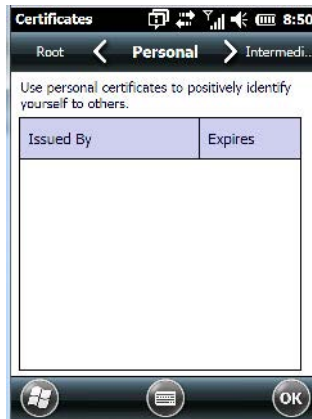 Certificates 8:50
Root Personal Intermedi..
Use personal certificates to positively identify
yourself to others.
Issued By Expires
OK